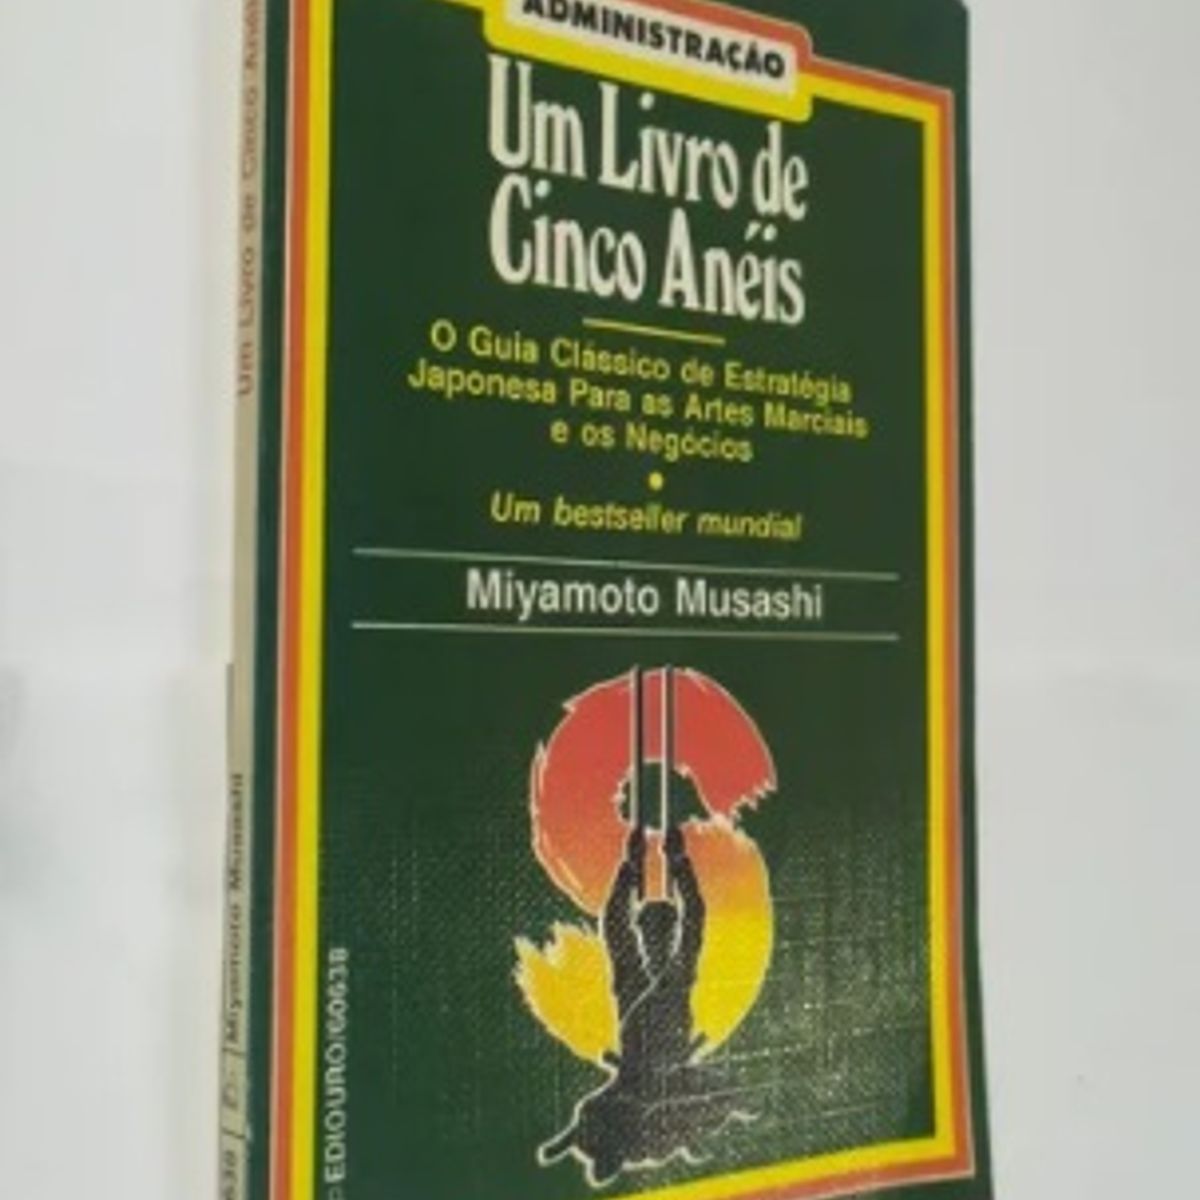 ADMINISTRAÇÃO
Um Livro de
Cinco Anéis
O Guia Clássico de Estratégia
Japonesa Para as Artes Marciais
e os Negócios
Um bestseller mundial
Miyamoto Musashi
EDIOURO/60638
Um Livro de Cinco Anéis
Miyamoto Musashi